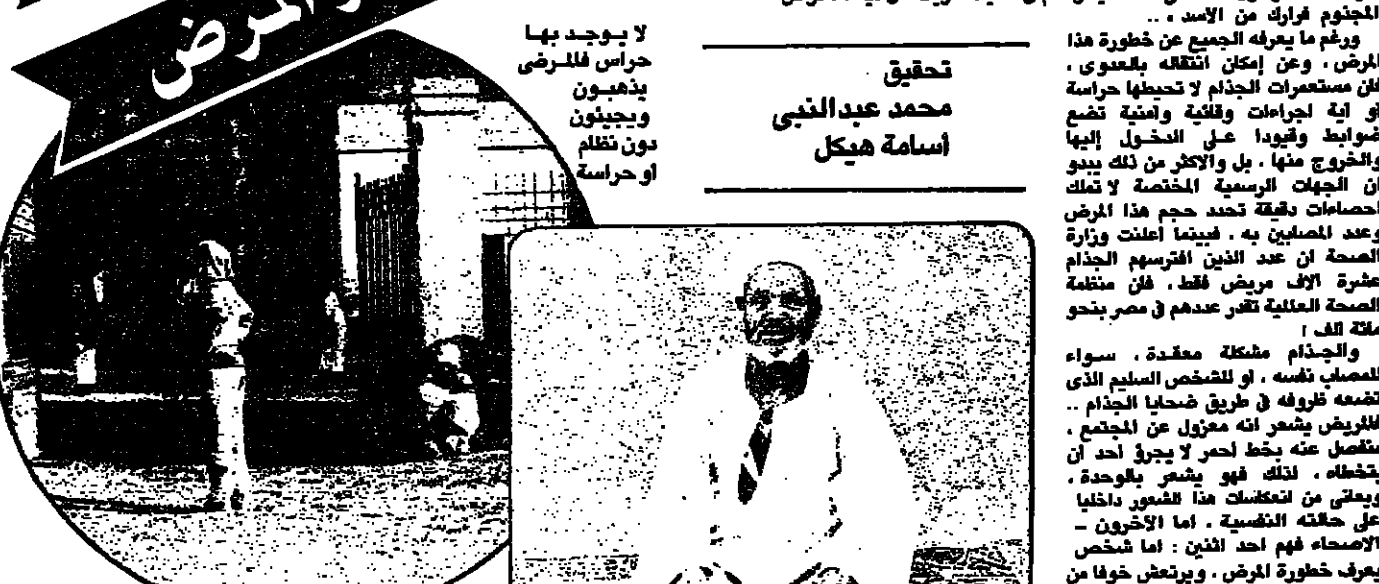 المجذوم فرارك من الأسد » ..
ورغم ما يعرفه الجميع عن خطورة هذا
المرض ، وعن إمكان انتقاله بالعدوى ،
فان مستعمرات الجذام لا تحيطها حراسة
او اية اجراءات وقائية وامنية تضع
ضوابط وقيودا على الدخول إليها
والخروج منها ، بل والاكثر من ذلك يبدو
ان الجهات الرسمية المختصة لا تملك
احصاءات دقيقة تحدد حجم هذا المرض
وعدد المصابين به ، فبينما أعلنت وزارة
الصحة ان عدد الذين افترسهم الجذام
عشرة الاف مريض فقط ، فان منظمة
الصحة العالمية تقدر عددهم في مصر بنحو
مائة الف !
والجذام مشكلة معقدة ، سواء
للمصاب نفسه ، او للشخص السليم الذى
تضعه ظروفه في طريق ضحايا الجذام ..
فالمريض يشعر انه معزول عن المجتمع ،
منفصل عنه بخط احمر لا يجرؤ احد ان
يتخطاه ، لذلك فهو يشعر بالوحدة ،
ويعانى من انعكاسات هذا الشعور داخليا
على حالته النفسية . اما الآخرون -
الاصحاء فهم احد اثنين : اما شخص
يعرف خطورة المرض ، ويرتعش خوفا من
تحقيق
محمد عبدالنبى
أسامة هيكل
لا يوجد بها
حراس فالمرضى
يذهبون
ويجيئون
دون نظام
او حراسة
والمرض